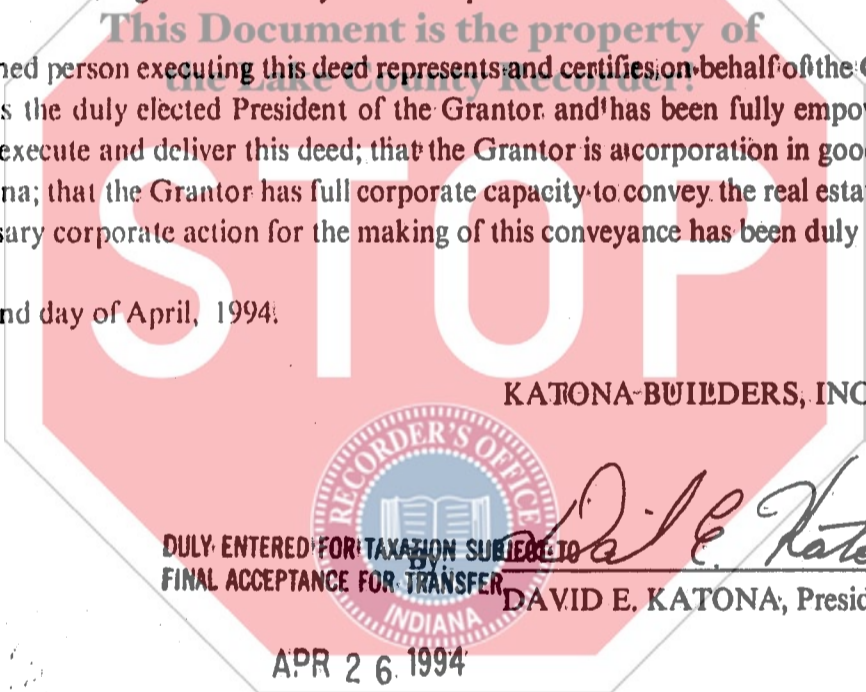 This Document is the property of
the Lake County Recorder!
ned person executing this deed represents and certifies on behalf of the G
s the duly elected President of the Grantor and has been fully empo
execute and deliver this deed; that the Grantor is a corporation in goo
na; that the Grantor has full corporate capacity to convey the real esta
sary corporate action for the making of this conveyance has been duly
STOP
nd day of April, 1994.
KATONA BUILDERS, INC
RECORDER'S OFFICE
INDIANA
By
David E. Kato
DULY ENTERED FOR TAXATION SUBJECT TO
FINAL ACCEPTANCE FOR TRANSFER
DAVID E. KATONA, Presid
APR 26 1994